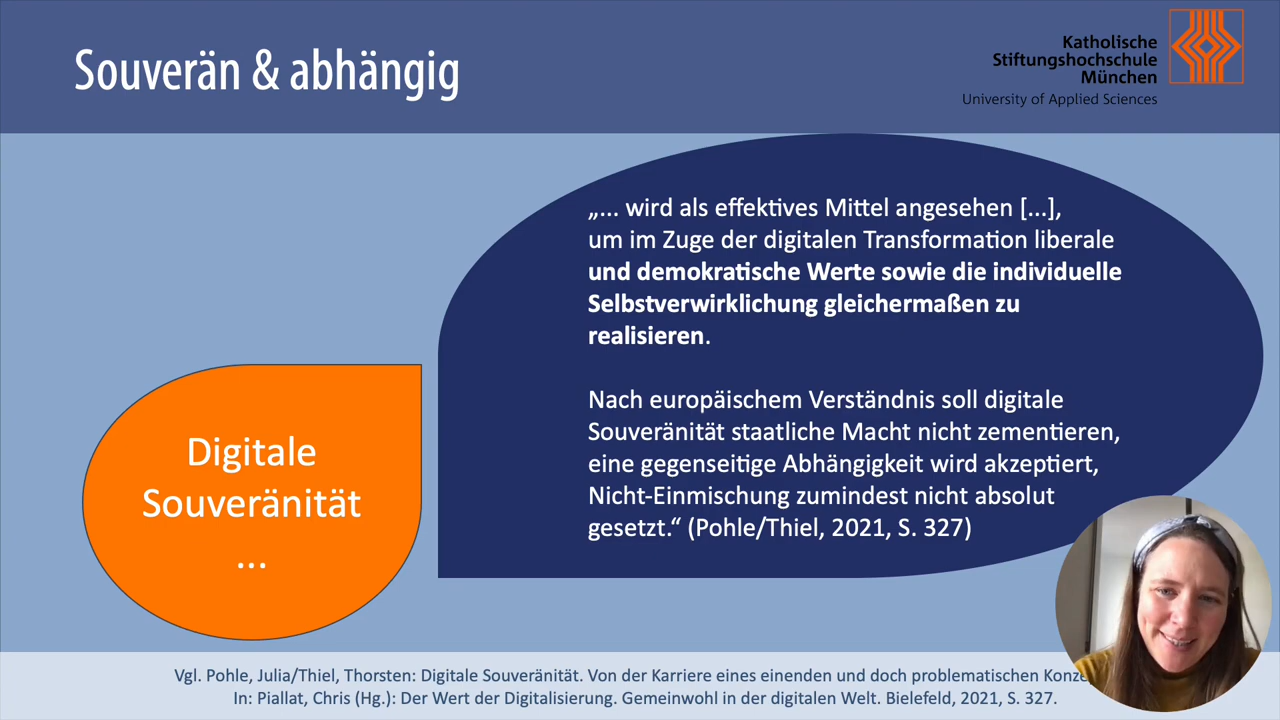 Souverän & abhängig
Katholische
Stiftungshochschule
München
University of Applied Sciences
„... wird als effektives Mittel angesehen [...],
um im Zuge der digitalen Transformation liberale
und demokratische Werte sowie die individuelle
Selbstverwirklichung gleichermaßen zu
realisieren.
Nach europäischem Verständnis soll digitale
Souveränität staatliche Macht nicht zementieren,
eine gegenseitige Abhängigkeit wird akzeptiert,
Nicht-Einmischung zumindest nicht absolut
gesetzt.“ (Pohle/Thiel, 2021, S. 327)
Digitale
Souveränität
...
Vgl. Pohle, Julia/Thiel, Thorsten: Digitale Souveränität. Von der Karriere eines einenden und doch problematischen
In: Piallat, Chris (Hg.): Der Wert der Digitalisierung. Gemeinwohl in der digitalen Welt. Bielefeld, 2021, S. 327.